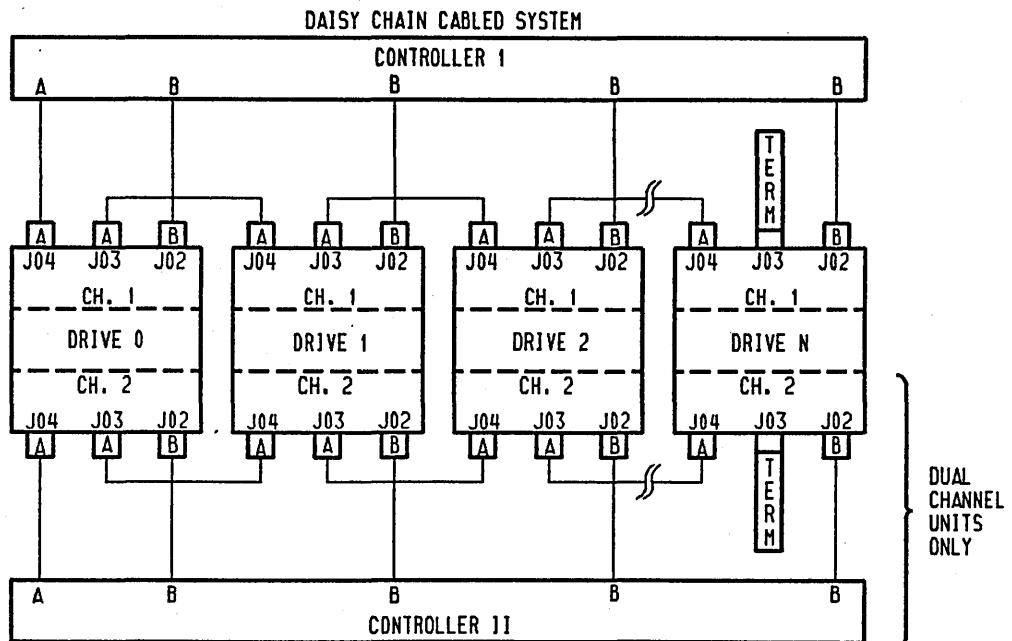 DAISY CHAIN CABLED SYSTEM
CONTROLLER 1
A B B B B
TERM
A A B A A B A A B A B
J04 J03 J02 J04 J03 J02 J04 J03 J02 J04 J03 J02
CH. 1 CH. 1 CH. 1 CH. 1
DRIVE 0 DRIVE 1 DRIVE 2 DRIVE N
CH. 2 CH. 2 CH. 2 CH. 2
J04 J03 J02 J04 J03 J02 J04 J03 J02 J04 J03 J02
A A B A A B A A B A B
TERM
DUAL
CHANNEL
UNITS
ONLY
A B B B B
CONTROLLER II